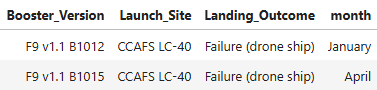 Booster_Version Launch_Site Landing_Outcome month
F9 v1.1 B1012 CCAFS LC-40 Failure (drone ship) January
F9 v1.1 B1015 CCAFS LC-40 Failure (drone ship) April